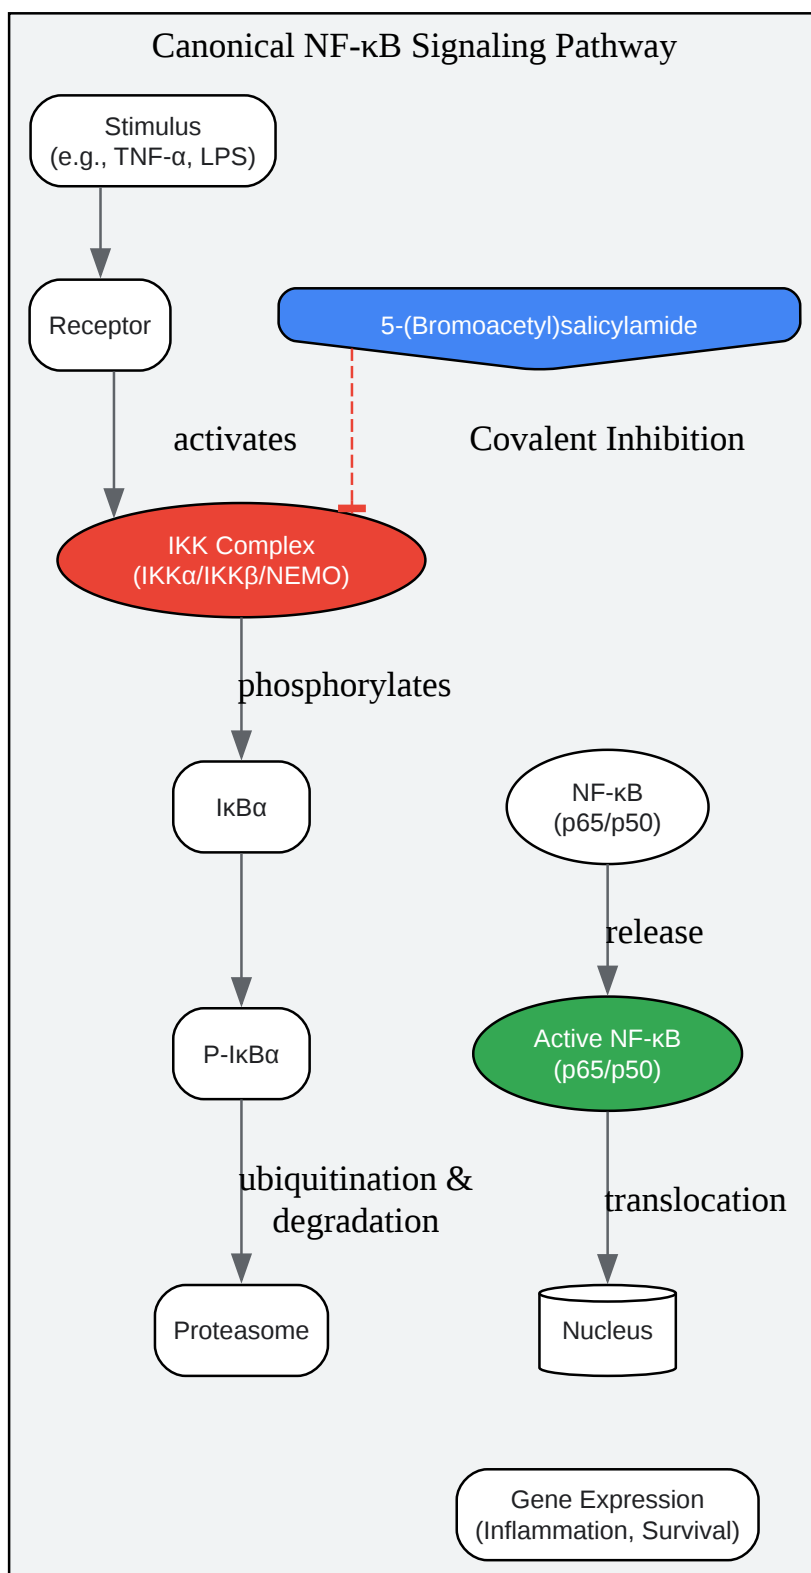 Canonical NF-κB Signaling Pathway
Stimulus
(e.g., TNF-α, LPS)
Receptor
5-(Bromoacetyl)salicylamide
activates
Covalent Inhibition
IKK Complex
(IKKα/IKKβ/NEMO)
phosphorylates
IκBα
NF-κB
(p65/p50)
release
P-IκBα
Active NF-κB
(p65/p50)
ubiquitination &
degradation
translocation
Proteasome
Nucleus
Gene Expression
(Inflammation, Survival)